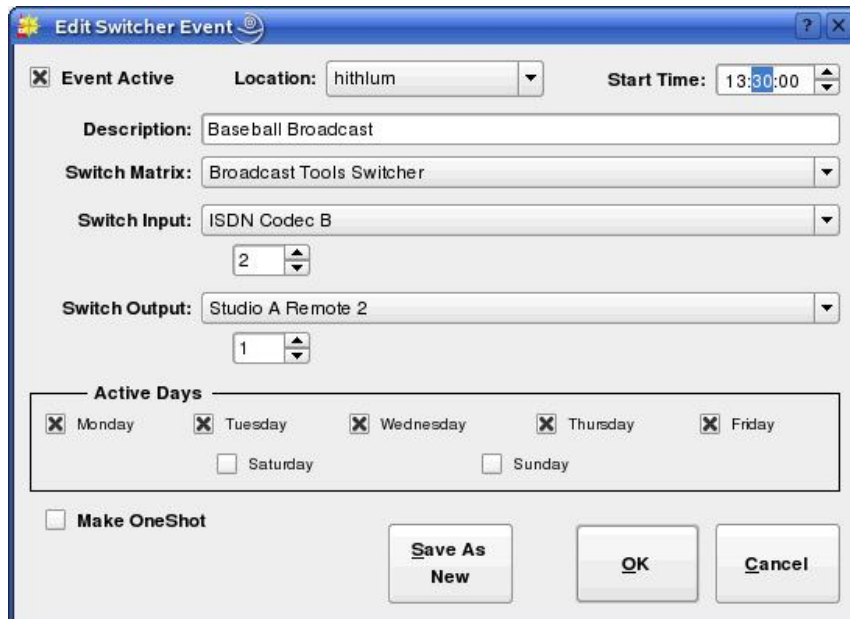 Edit Switcher Event
Event Active Location: hithlum Start Time: 13:30:00
Description: Baseball Broadcast
Switch Matrix: Broadcast Tools Switcher
Switch Input: ISDN Codec B
2
Switch Output: Studio A Remote 2
1
Active Days
Monday Tuesday Wednesday Thursday Friday
Saturday Sunday
Make OneShot
Save As New
OK
Cancel